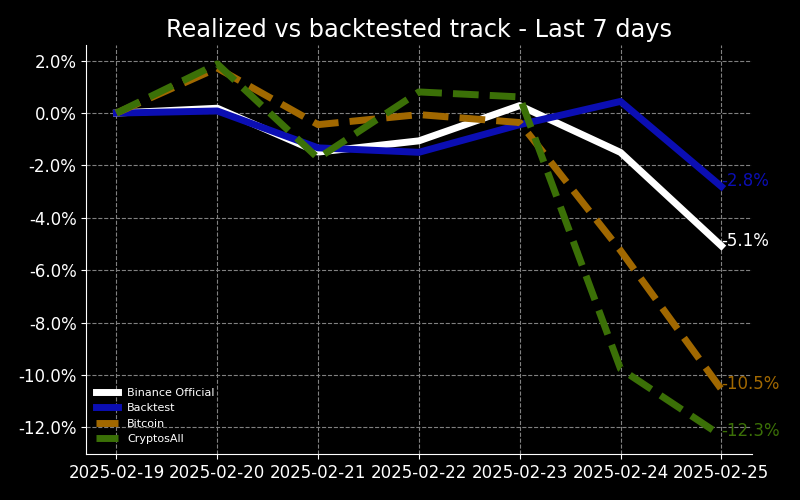 Realized vs backtested track - Last 7 days
2.0%
0.0%
-2.0%
-4.0%
-6.0%
-8.0%
-10.0%
-12.0%
-2.8%
-5.1%
-10.5%
-12.3%
Binance Official
Backtest
Bitcoin
CryptosAll
2025-02-19 2025-02-20 2025-02-21 2025-02-22 2025-02-23 2025-02-24 2025-02-25